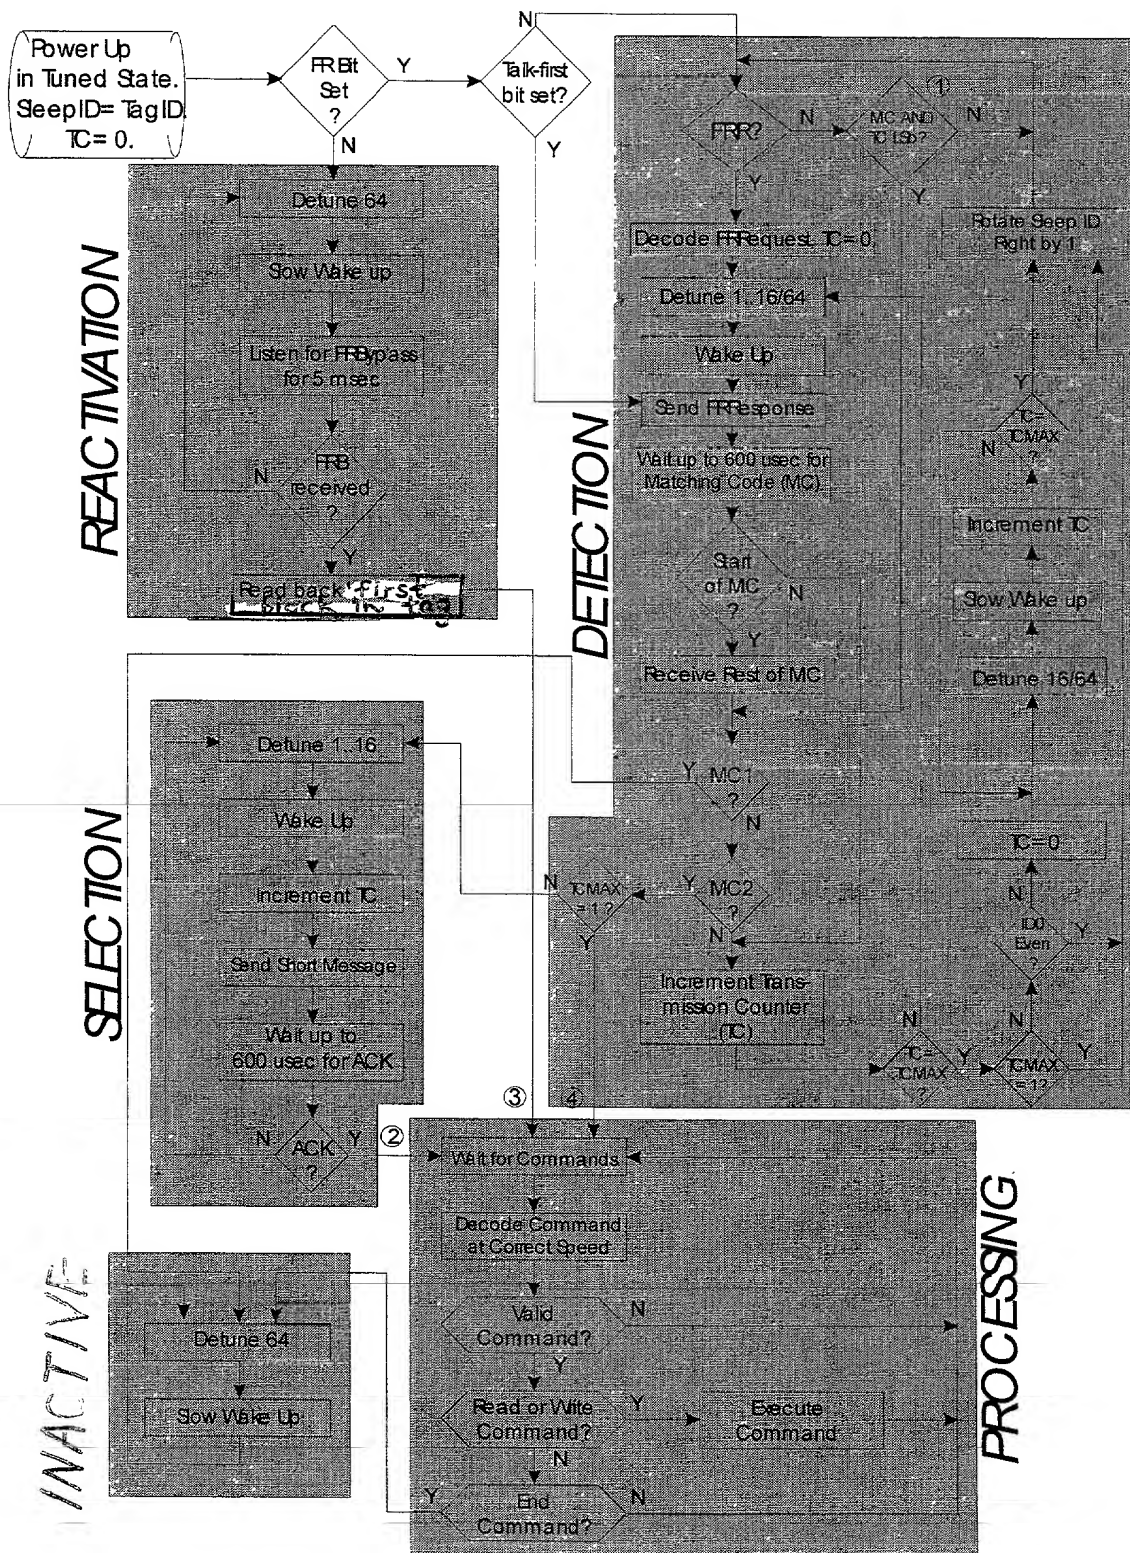 Power Up
in Tuned State.
SleepID= TagID.
TC= 0.
FR Bit
Set
?
Y
N
Talk-first
bit set?
N
Y
REACTIVATION
Detune 64
Slow Wake up
Listen for FRBypass
for 5 msec
FRB
received
?
N
Y
Read back first
block in tag
DETECTION
FRR?
N
Y
①
MC AND
TC LSb?
N
Y
Decode FRRequest, TC= 0.
Detune 1..16/64
Wake Up
Send FRResponse
Wait up to 600 usec for
Matching Code (MC)
Start
of MC
?
N
Y
Receive Rest of MC
MC1
?
Y
N
MC2
?
Y
N
TCMAX
= 1 ?
N
Y
Increment Trans-
mission Counter
(TC)
TC=
TCMAX
?
N
Y
TCMAX
= 1?
N
Y
ID0
Even
?
N
Y
TC= 0
Detune 16/64
Slow Wake up
Increment TC
TC=
TCMAX
?
N
Y
Rotate Sleep ID
Right by 1
SELECTION
Detune 1..16
Wake Up
Increment TC
Send Short Message
Wait up to
600 usec for ACK
ACK
?
N
Y
②
③
④
PROCESSING
Wait for Commands
Decode Command
at Correct Speed
Valid
Command?
N
Y
Read or Write
Command?
Y
N
Execute
Command
End
Command?
Y
N
INACTIVE
Detune 64
Slow Wake Up